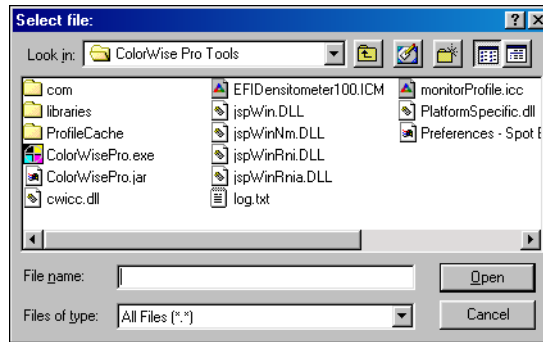 Select file:
Look in: ColorWise Pro Tools
com
libraries
ProfileCache
ColorWisePro.exe
ColorWisePro.jar
cwicc.dll
EFIDensitometer100.ICM
jspWin.DLL
jspWinNm.DLL
jspWinRni.DLL
jspWinRnia.DLL
log.txt
monitorProfile.icc
PlatformSpecific.dll
Preferences - Spot
File name:
Open
Files of type: All Files (*.*)
Cancel